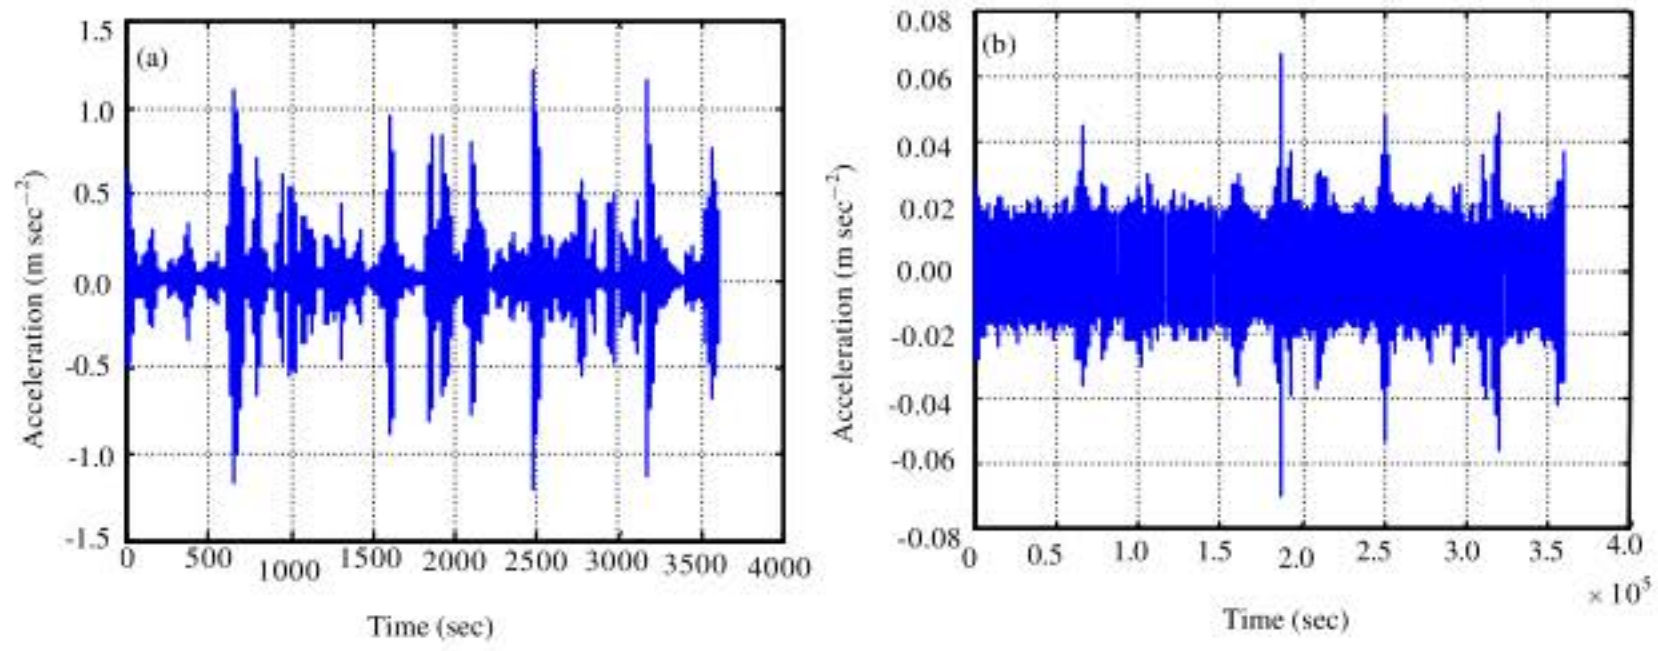 (a)
1.5
1.0
0.5
0.0
-0.5
-1.0
-1.5
0 500 1000 1500 2000 2500 3000 3500 4000
Acceleration (m sec⁻²)
Time (sec)
(b)
0.08
0.06
0.04
0.02
0.00
-0.02
-0.04
-0.06
-0.08
0 0.5 1.0 1.5 2.0 2.5 3.0 3.5 4.0
× 10⁵
Acceleration (m sec⁻²)
Time (sec)